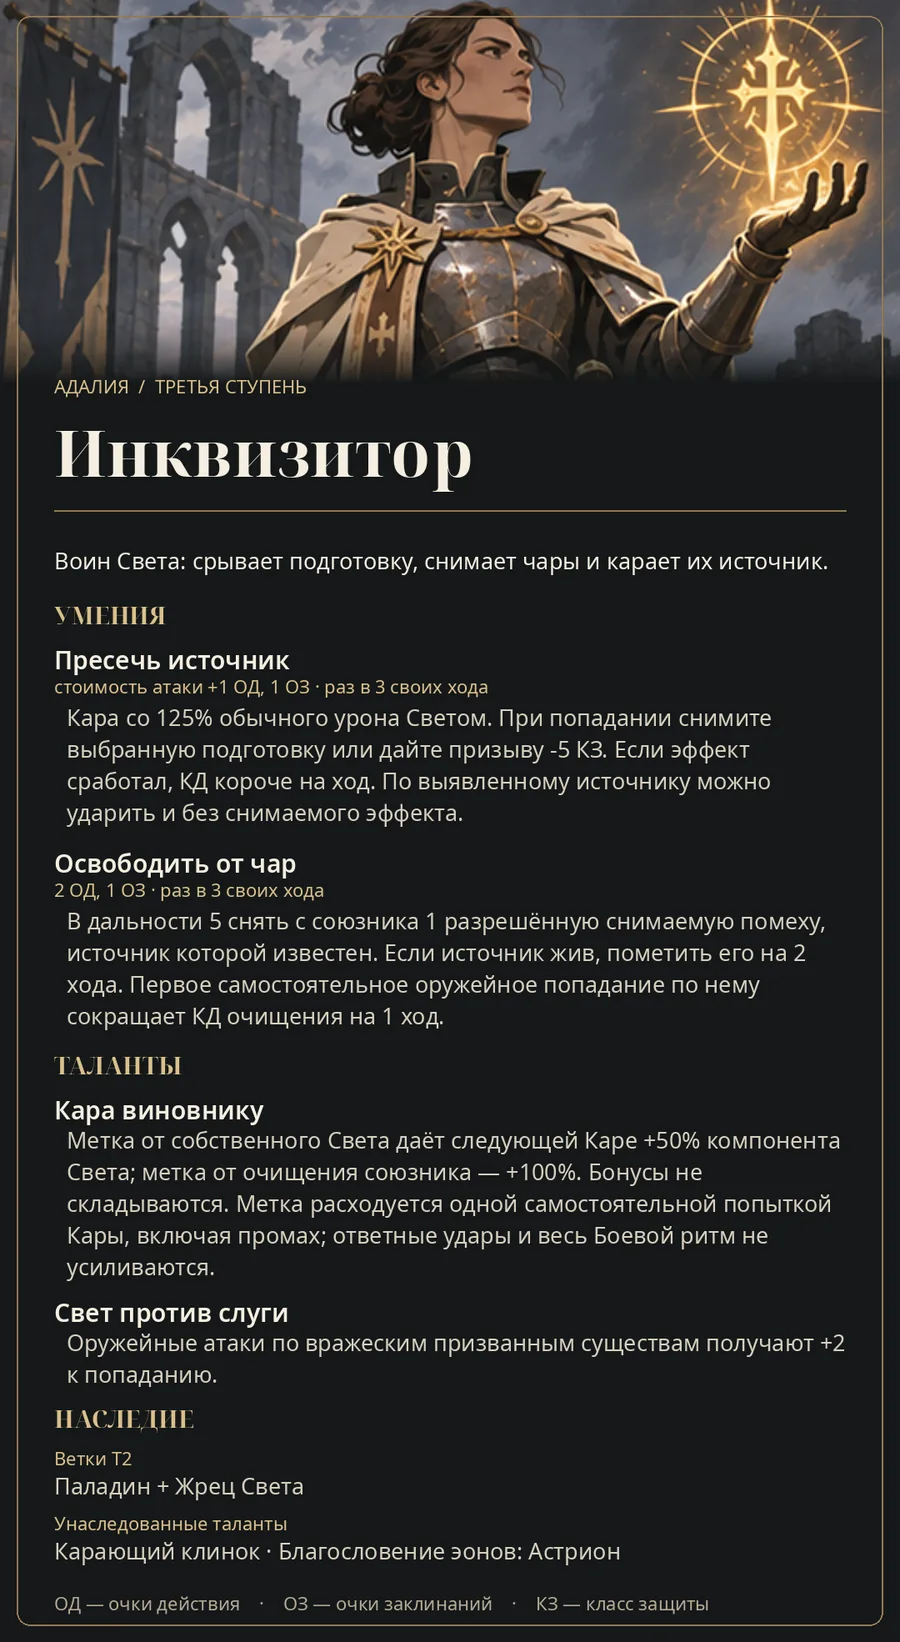 АДАЛИЯ / ТРЕТЬЯ СТУПЕНЬ
Инквизитор
Воин Света: срывает подготовку, снимает чары и карает их источник.
УМЕНИЯ
Пресечь источник
стоимость атаки +1 ОД, 1 ОЗ · раз в 3 своих хода
Кара со 125% обычного урона Светом. При попадании снимите
выбранную подготовку или дайте призыву -5 КЗ. Если эффект
сработал, КД короче на ход. По выявленному источнику можно
ударить и без снимаемого эффекта.
Освободить от чар
2 ОД, 1 ОЗ · раз в 3 своих хода
В дальности 5 снять с союзника 1 разрешённую снимаемую помеху,
источник которой известен. Если источник жив, пометить его на 2
хода. Первое самостоятельное оружейное попадание по нему
сокращает КД очищения на 1 ход.
ТАЛАНТЫ
Кара виновнику
Метка от собственного Света даёт следующей Каре +50% компонента
Света; метка от очищения союзника — +100%. Бонусы не
складываются. Метка расходуется одной самостоятельной попыткой
Кары, включая промах; ответные удары и весь Боевой ритм не
усиливаются.
Свет против слуги
Оружейные атаки по вражеским призванным существам получают +2
к попаданию.
НАСЛЕДИЕ
Ветки Т2
Паладин + Жрец Света
Унаследованные таланты
Карающий клинок · Благословение эонов: Астрион
ОД — очки действия · ОЗ — очки заклинаний · КЗ — класс защиты